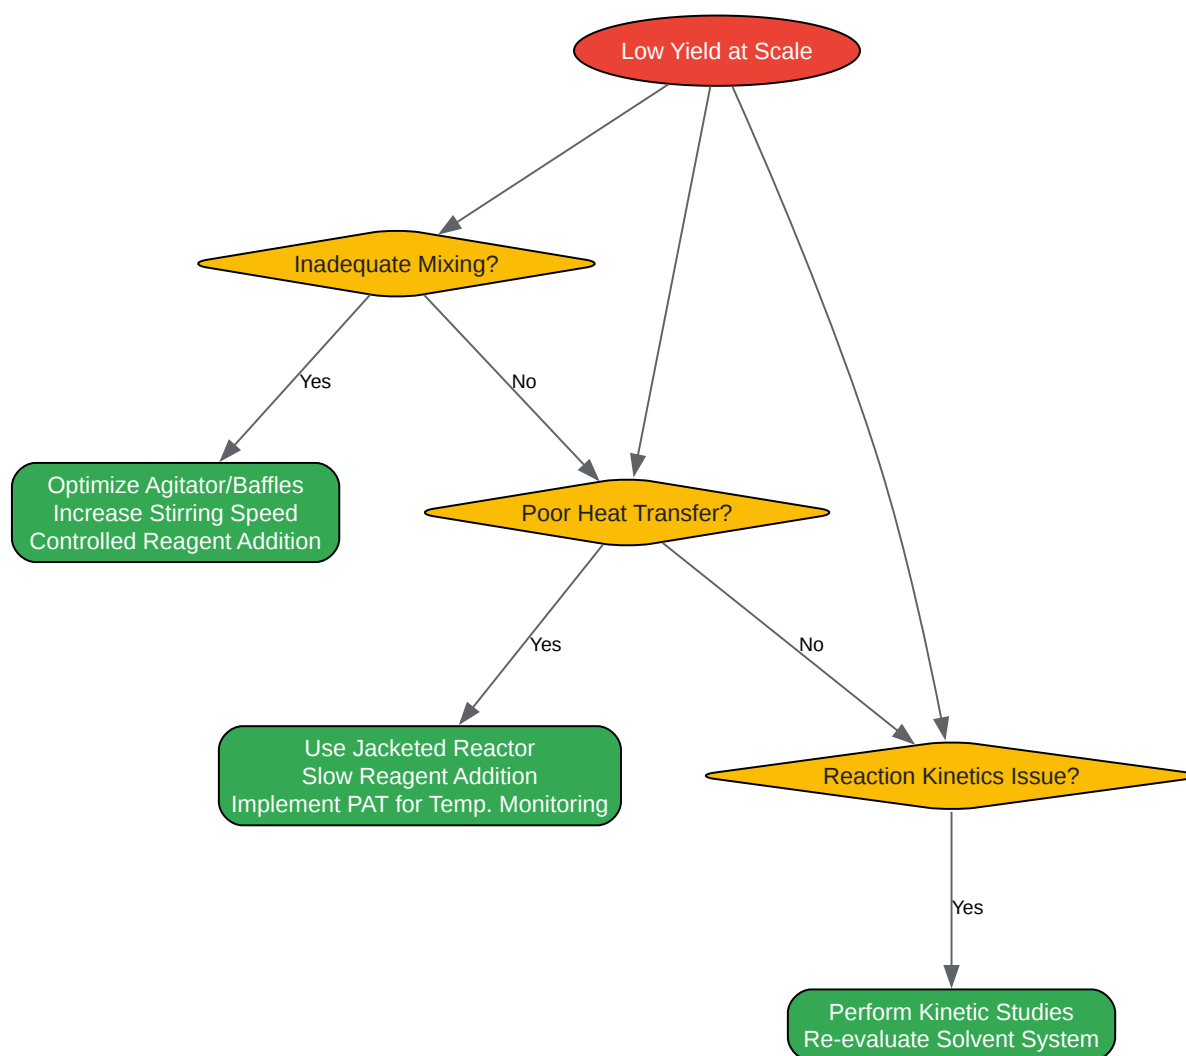 Low Yield at Scale
Inadequate Mixing?
Yes
No
Optimize Agitator/Baffles
Increase Stirring Speed
Controlled Reagent Addition
Poor Heat Transfer?
Yes
No
Use Jacketed Reactor
Slow Reagent Addition
Implement PAT for Temp. Monitoring
Reaction Kinetics Issue?
Yes
Perform Kinetic Studies
Re-evaluate Solvent System